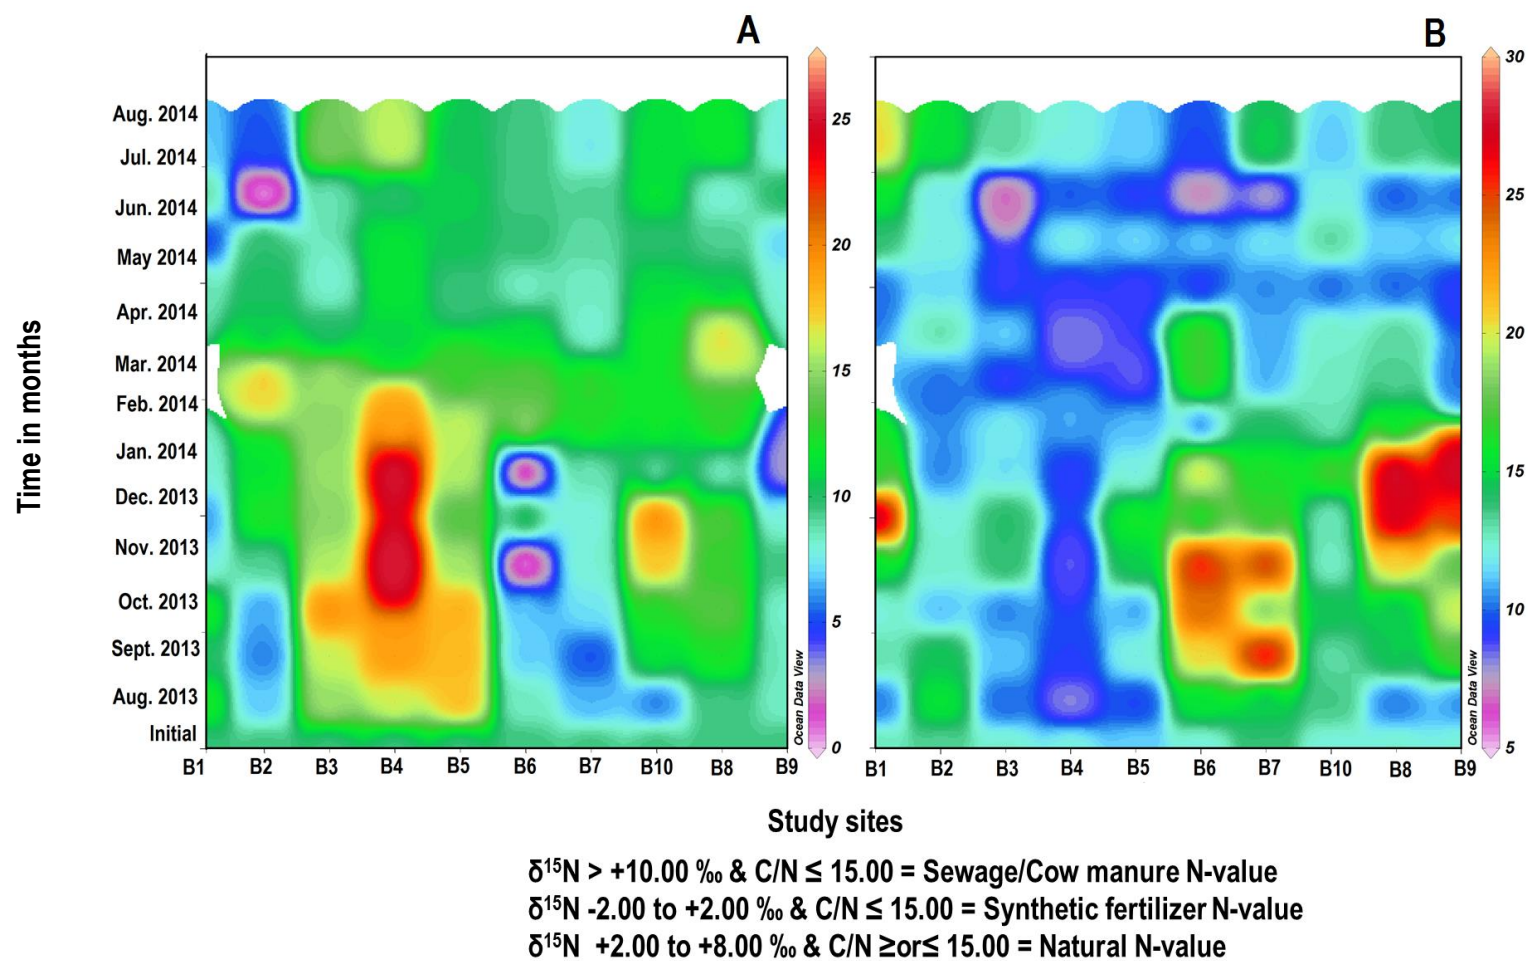 A
B
Time in months
Aug. 2014
Jul. 2014
Jun. 2014
May 2014
Apr. 2014
Mar. 2014
Feb. 2014
Jan. 2014
Dec. 2013
Nov. 2013
Oct. 2013
Sept. 2013
Aug. 2013
Initial
B1 B2 B3 B4 B5 B6 B7 B10 B8 B9
25
20
15
10
5
0
Ocean Data View
B1 B2 B3 B4 B5 B6 B7 B10 B8 B9
30
25
20
15
10
5
Ocean Data View
Study sites
δ¹⁵N > +10.00 ‰ & C/N ≤ 15.00 = Sewage/Cow manure N-value
δ¹⁵N -2.00 to +2.00 ‰ & C/N ≤ 15.00 = Synthetic fertilizer N-value
δ¹⁵N +2.00 to +8.00 ‰ & C/N ≥or≤ 15.00 = Natural N-value